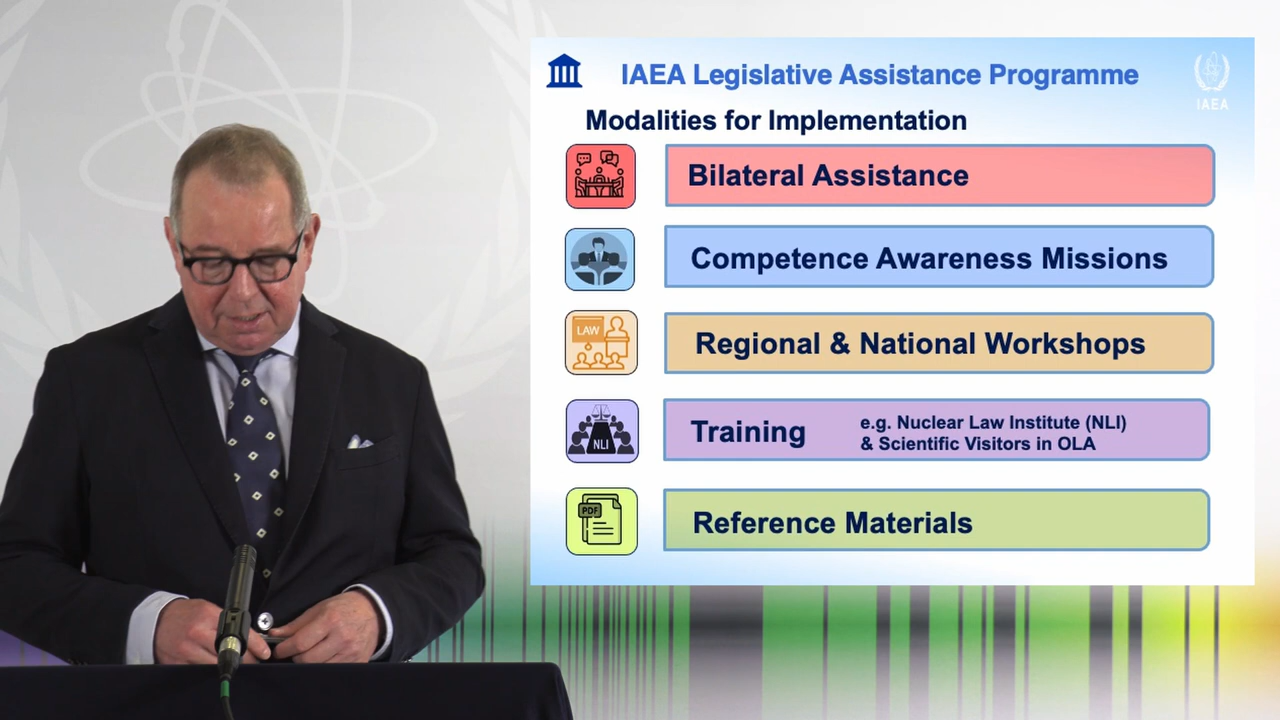 IAEA Legislative Assistance Programme
IAEA
Modalities for Implementation
Bilateral Assistance
Competence Awareness Missions
LAW
Regional & National Workshops
NLI
Training
e.g. Nuclear Law Institute (NLI)
& Scientific Visitors in OLA
PDF
Reference Materials